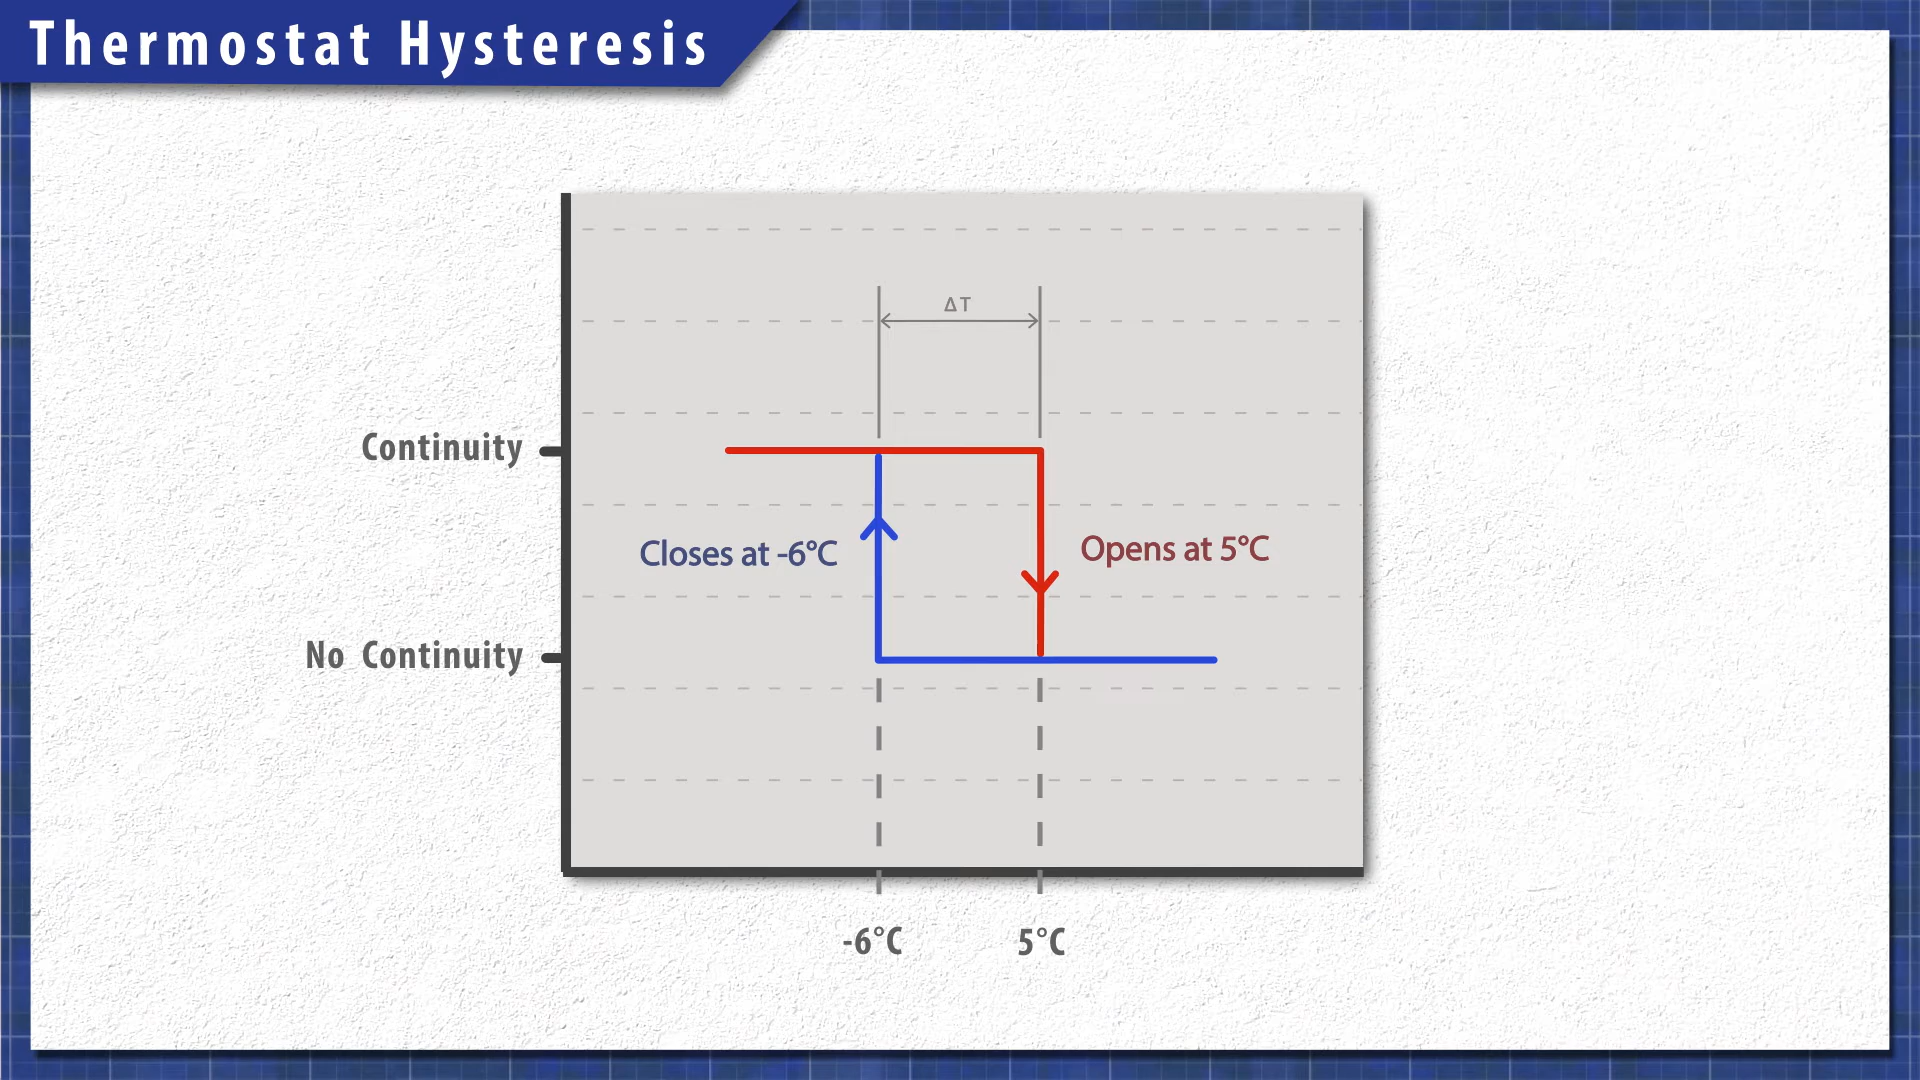 Thermostat Hysteresis
ΔT
Continuity
Closes at -6°C
Opens at 5°C
No Continuity
-6°C
5°C